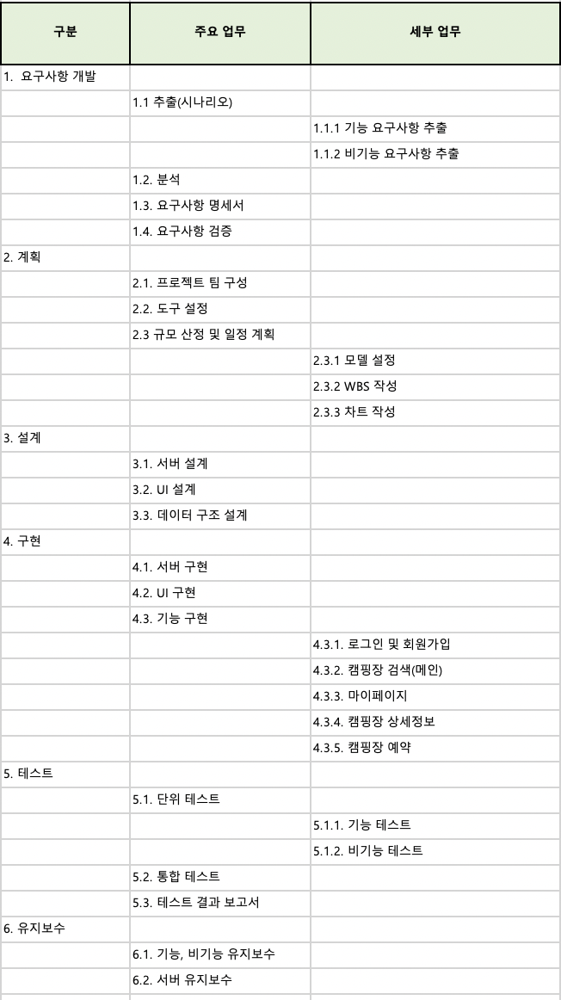 구분 주요 업무 세부 업무
1. 요구사항 개발
1.1 추출(시나리오)
1.1.1 기능 요구사항 추출
1.1.2 비기능 요구사항 추출
1.2. 분석
1.3. 요구사항 명세서
1.4. 요구사항 검증
2. 계획
2.1. 프로젝트 팀 구성
2.2. 도구 설정
2.3 규모 산정 및 일정 계획
2.3.1 모델 설정
2.3.2 WBS 작성
2.3.3 차트 작성
3. 설계
3.1. 서버 설계
3.2. UI 설계
3.3. 데이터 구조 설계
4. 구현
4.1. 서버 구현
4.2. UI 구현
4.3. 기능 구현
4.3.1. 로그인 및 회원가입
4.3.2. 캠핑장 검색(메인)
4.3.3. 마이페이지
4.3.4. 캠핑장 상세정보
4.3.5. 캠핑장 예약
5. 테스트
5.1. 단위 테스트
5.1.1. 기능 테스트
5.1.2. 비기능 테스트
5.2. 통합 테스트
5.3. 테스트 결과 보고서
6. 유지보수
6.1. 기능, 비기능 유지보수
6.2. 서버 유지보수